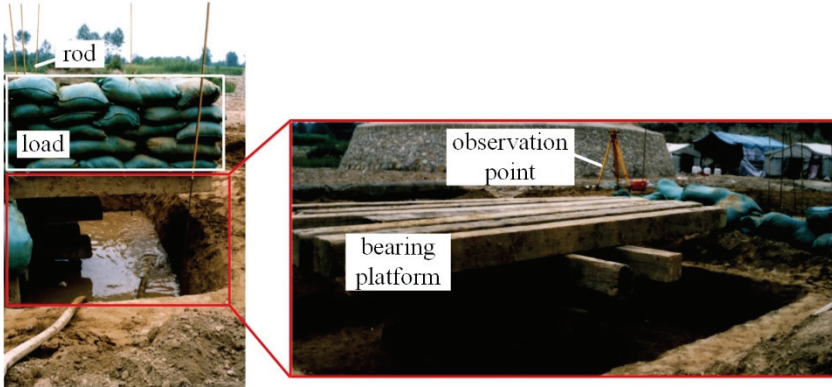 rod
load
observation
point
bearing
platform